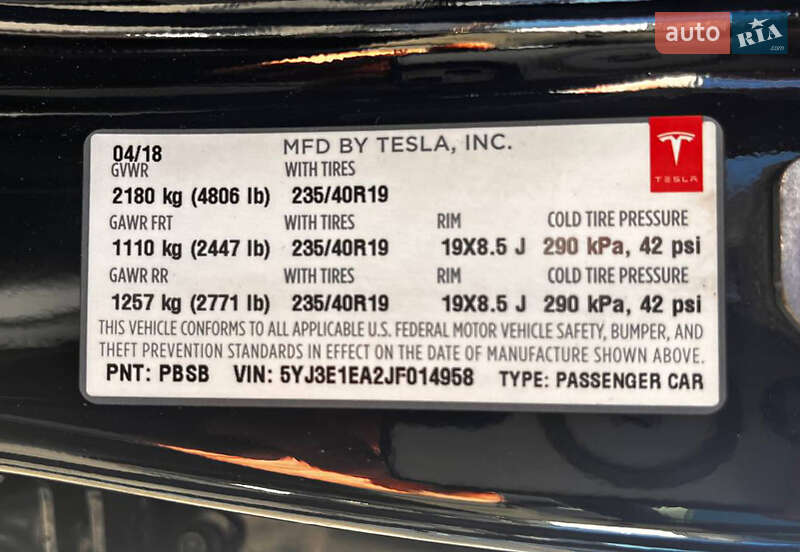 auto RIA.com
04/18 MFD BY TESLA, INC.
TESLA
GVWR WITH TIRES
2180 kg (4806 lb) 235/40R19
GAWR FRT WITH TIRES RIM COLD TIRE PRESSURE
1110 kg (2447 lb) 235/40R19 19X8.5 J 290 kPa, 42 psi
GAWR RR WITH TIRES RIM COLD TIRE PRESSURE
1257 kg (2771 lb) 235/40R19 19X8.5 J 290 kPa, 42 psi
THIS VEHICLE CONFORMS TO ALL APPLICABLE U.S. FEDERAL MOTOR VEHICLE SAFETY, BUMPER, AND
THEFT PREVENTION STANDARDS IN EFFECT ON THE DATE OF MANUFACTURE SHOWN ABOVE.
PNT: PBSB VIN: 5YJ3E1EA2JF014958 TYPE: PASSENGER CAR